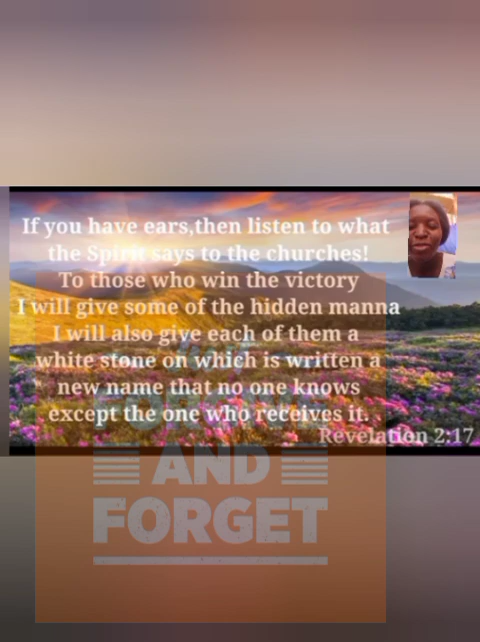 If you have ears,then listen to what
the Spirit says to the churches!
To those who win the victory
I will give some of the hidden manna
I will also give each of them a
white stone on which is written a
new name that no one knows
except the one who receives it.
Revelation 2:17
AND
FORGET